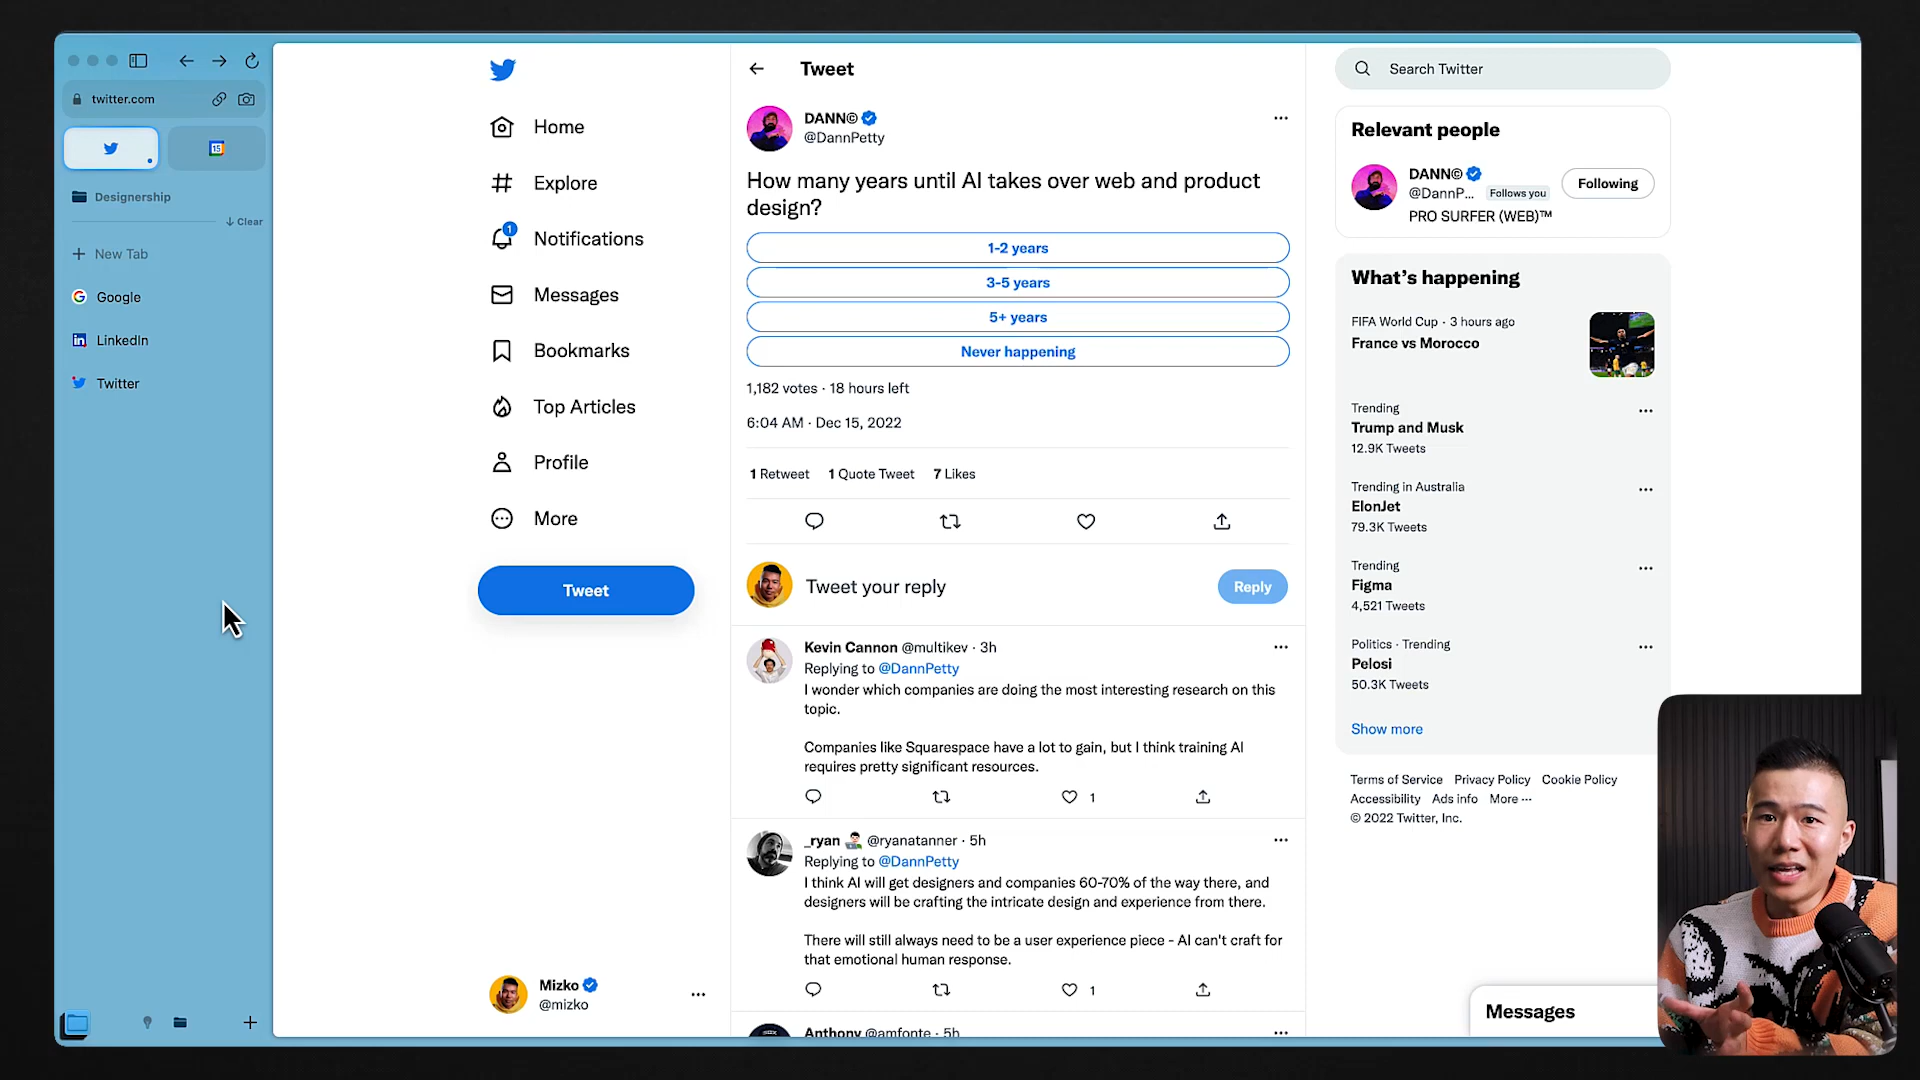 twitter.com
15
Designership
Clear
New Tab
Google
LinkedIn
Twitter
Home
Explore
1
Notifications
Messages
Bookmarks
Top Articles
Profile
More
Tweet
Mizko
@mizko
Tweet
DANN©
@DannPetty
How many years until AI takes over web and product
design?
1-2 years
3-5 years
5+ years
Never happening
1,182 votes · 18 hours left
6:04 AM · Dec 15, 2022
1 Retweet 1 Quote Tweet 7 Likes
Tweet your reply
Reply
Kevin Cannon @multikev · 3h
Replying to @DannPetty
I wonder which companies are doing the most interesting research on this
topic.
Companies like Squarespace have a lot to gain, but I think training AI
requires pretty significant resources.
1
_ryan @ryanatanner · 5h
Replying to @DannPetty
I think AI will get designers and companies 60-70% of the way there, and
designers will be crafting the intricate design and experience from there.
There will still always need to be a user experience piece - AI can't craft for
that emotional human response.
1
Anthony @amfonte · 5h
Search Twitter
Relevant people
DANN©
@DannP... Follows you
Following
PRO SURFER (WEB)™
What's happening
FIFA World Cup · 3 hours ago
France vs Morocco
Trending
Trump and Musk
12.9K Tweets
Trending in Australia
ElonJet
79.3K Tweets
Trending
Figma
4,521 Tweets
Politics · Trending
Pelosi
50.3K Tweets
Show more
Terms of Service Privacy Policy Cookie Policy
Accessibility Ads info More ···
© 2022 Twitter, Inc.
Messages